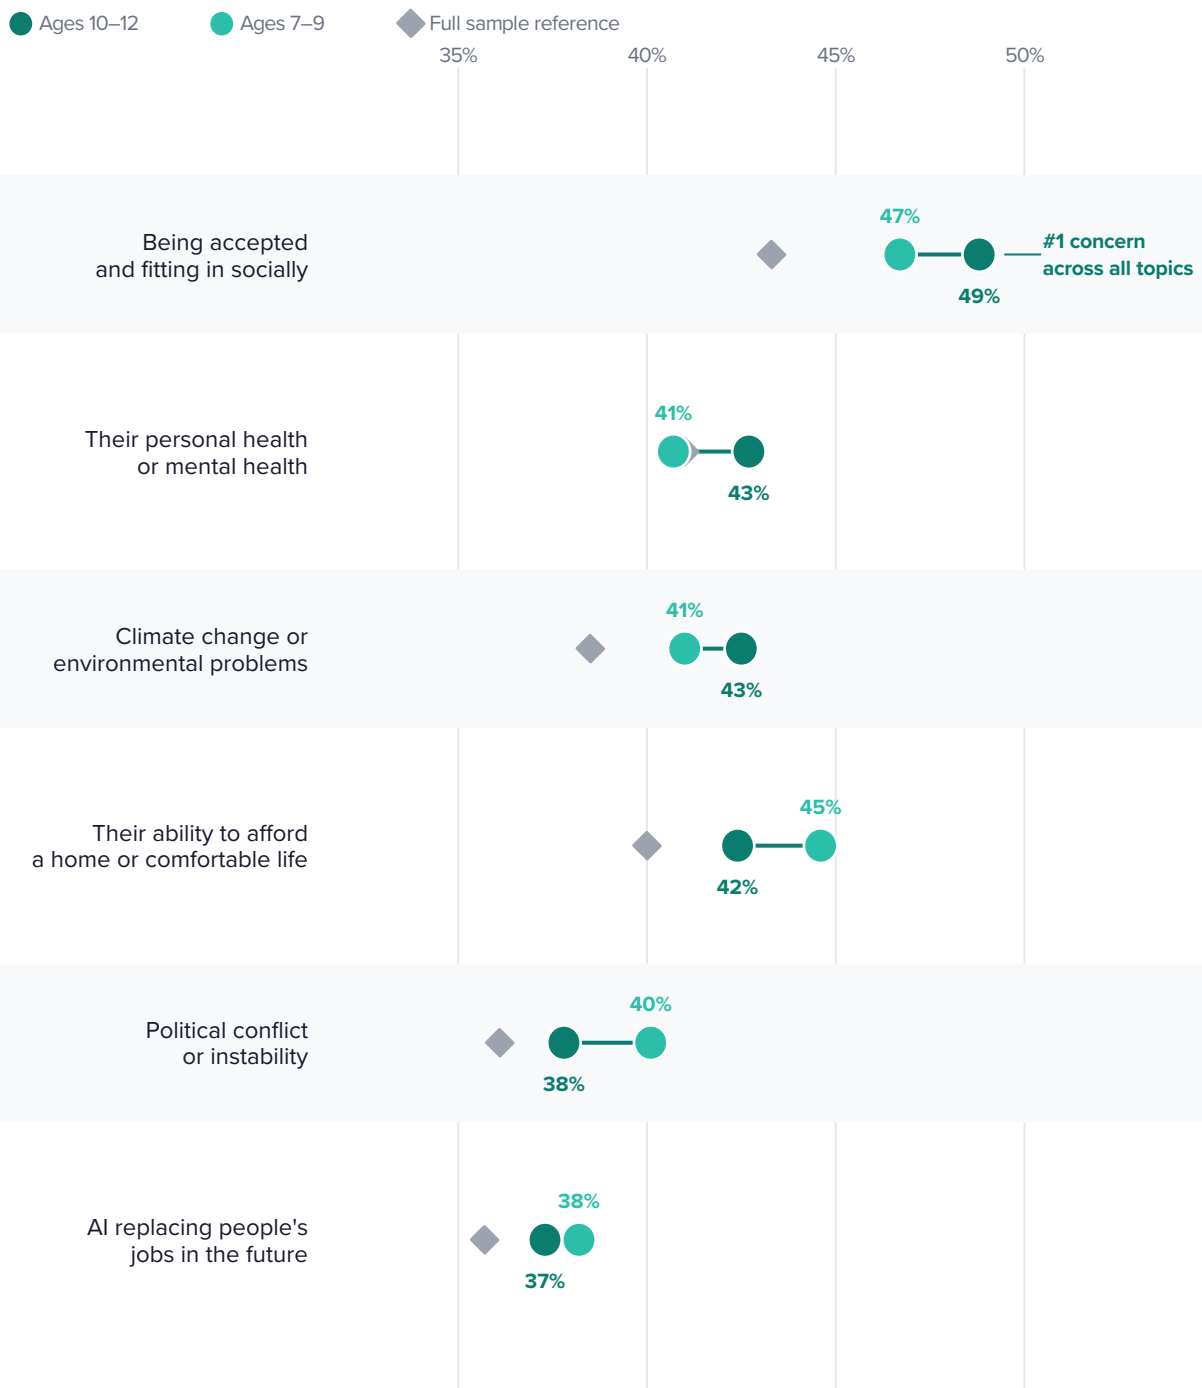 Ages 10–12
Ages 7–9
Full sample reference
35%
40%
45%
50%
Being accepted
and fitting in socially
47%
49%
#1 concern
across all topics
Their personal health
or mental health
41%
43%
Climate change or
environmental problems
41%
43%
Their ability to afford
a home or comfortable life
45%
42%
Political conflict
or instability
40%
38%
AI replacing people's
jobs in the future
38%
37%